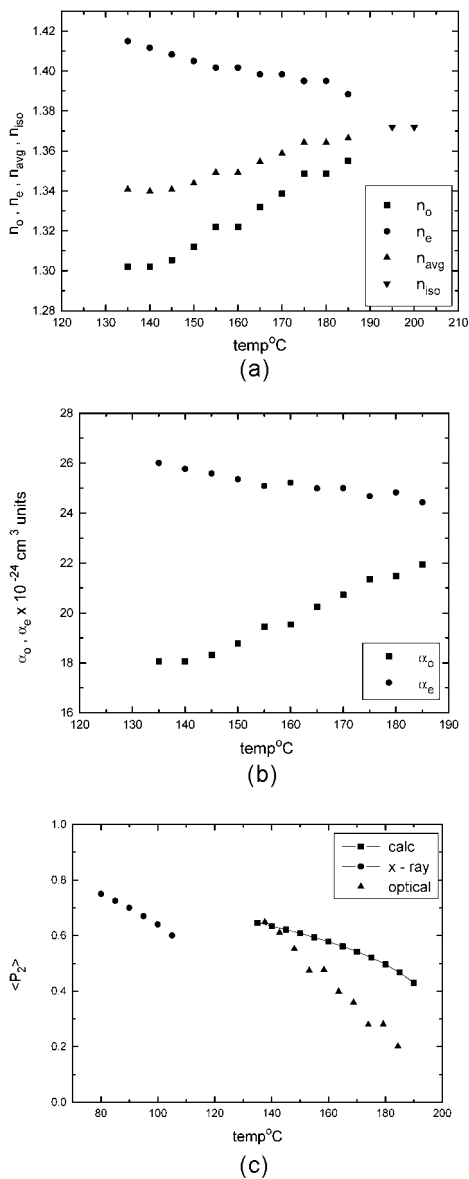 1.42
1.40
1.38
1.36
1.34
1.32
1.30
1.28
n_o , n_e , n_avg , n_iso
n_o
n_e
n_avg
n_iso
120 130 140 150 160 170 180 190 200 210
temp°C
(a)
28
26
24
22
20
18
16
α_o , α_e x 10^-24 cm^3 units
α_o
α_e
120 130 140 150 160 170 180 190
temp°C
(b)
1.0
0.8
0.6
0.4
0.2
0.0
<P_2>
calc
x - ray
optical
80 100 120 140 160 180 200
temp°C
(c)